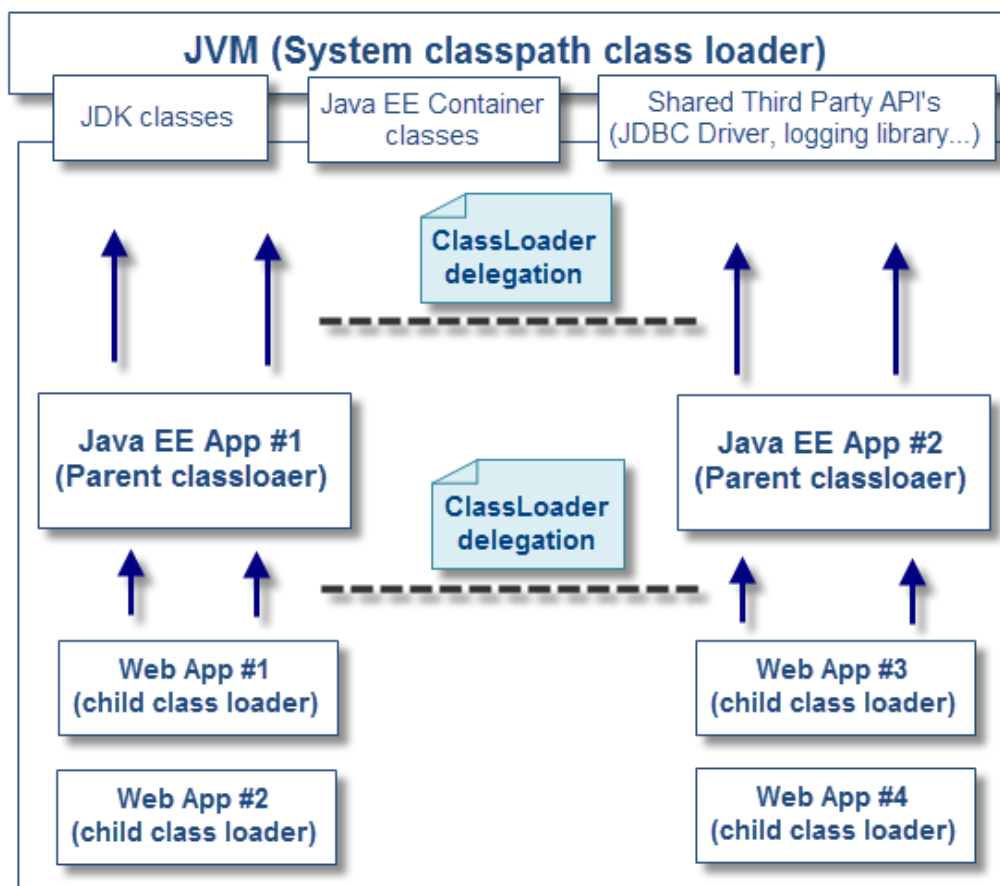 JVM (System classpath class loader)
JDK classes
Java EE Container
classes
Shared Third Party API's
(JDBC Driver, logging library...)
ClassLoader
delegation
Java EE App #1
(Parent classloaer)
Java EE App #2
(Parent classloaer)
ClassLoader
delegation
Web App #1
(child class loader)
Web App #3
(child class loader)
Web App #2
(child class loader)
Web App #4
(child class loader)